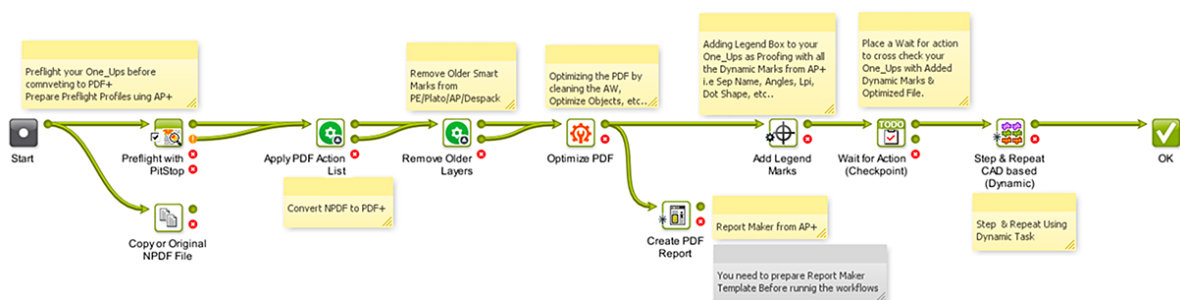 Preflight your One_Ups before
comnveting to PDF+
Prepare Preflight Profiles uing AP+
Remove Older Smart
Marks from
PE/Plato/AP/Despack
Optimizing the PDF by
cleaning the AW,
Optimize Objects, etc..
Adding Legend Box to your
One_Ups as Proofing with all
the Dynamic Marks from AP+
i.e Sep Name, Angles, Lpi,
Dot Shape, etc..
Place a Wait for action
to cross check your
One_Ups with Added
Dynamic Marks &
Optimized File.
Start
Preflight with
PitStop
Apply PDF Action
List
Remove Older
Layers
Optimize PDF
Add Legend
Marks
TODO
Wait for Action
(Checkpoint)
Step & Repeat
CAD based
(Dynamic)
OK
Convert NPDF to PDF+
Copy or Original
NPDF File
Create PDF
Report
Report Maker from AP+
Step & Repeat Using
Dynamic Task
You need to prepare Report Maker
Template Before runnig the workflows